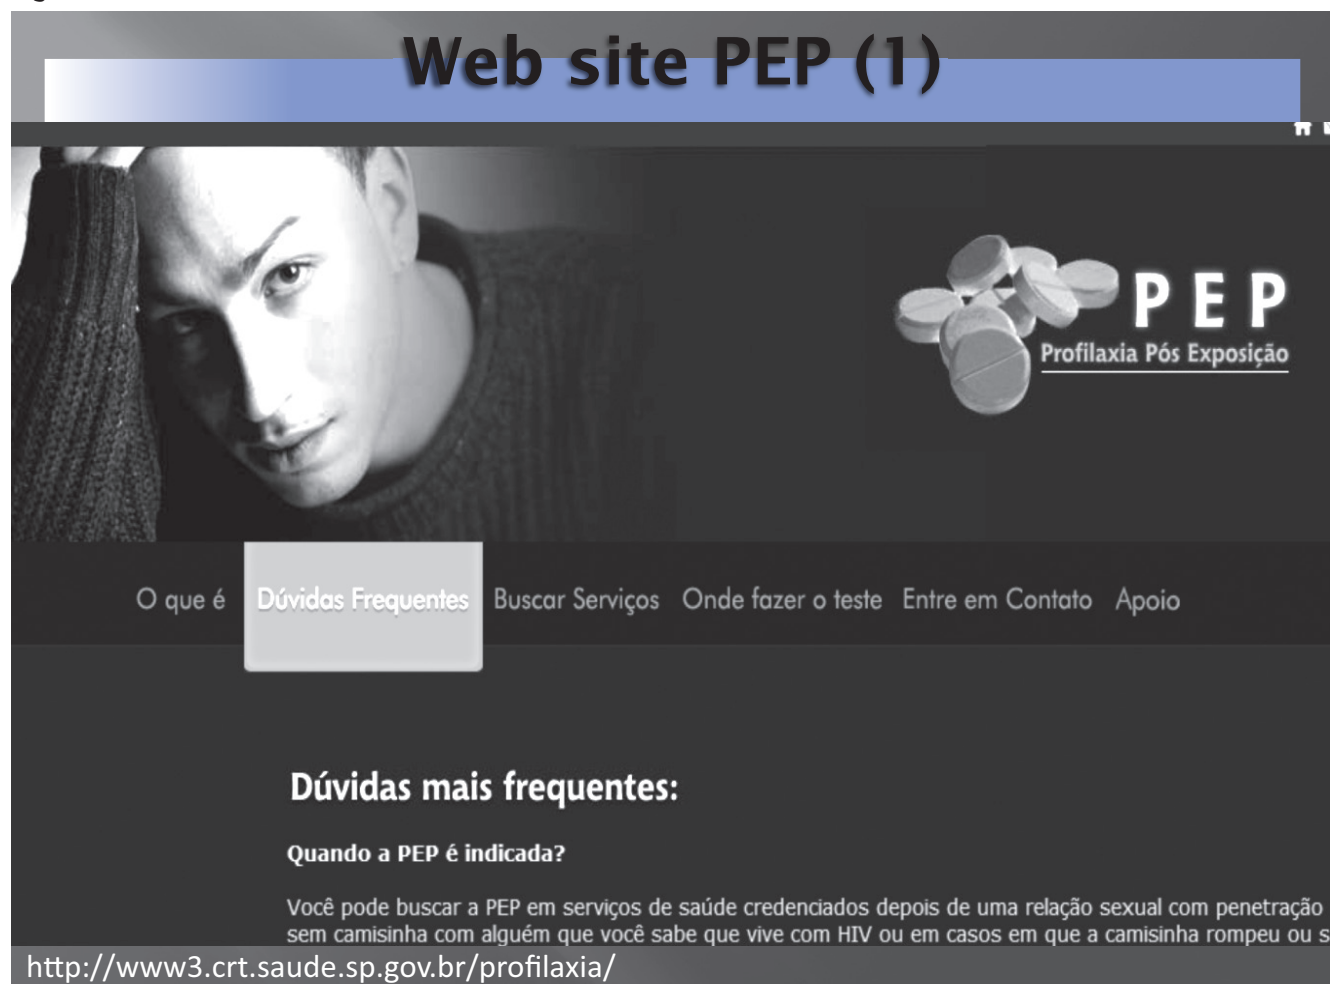 Web site PEP (1)
PEP
Profilaxia Pós Exposição
O que é Dúvidas Frequentes Buscar Serviços Onde fazer o teste Entre em Contato Apoio
Dúvidas mais frequentes:
Quando a PEP é indicada?
Você pode buscar a PEP em serviços de saúde credenciados depois de uma relação sexual com penetração
sem camisinha com alguém que você sabe que vive com HIV ou em casos em que a camisinha rompeu ou
http://www3.crt.saude.sp.gov.br/profilaxia/